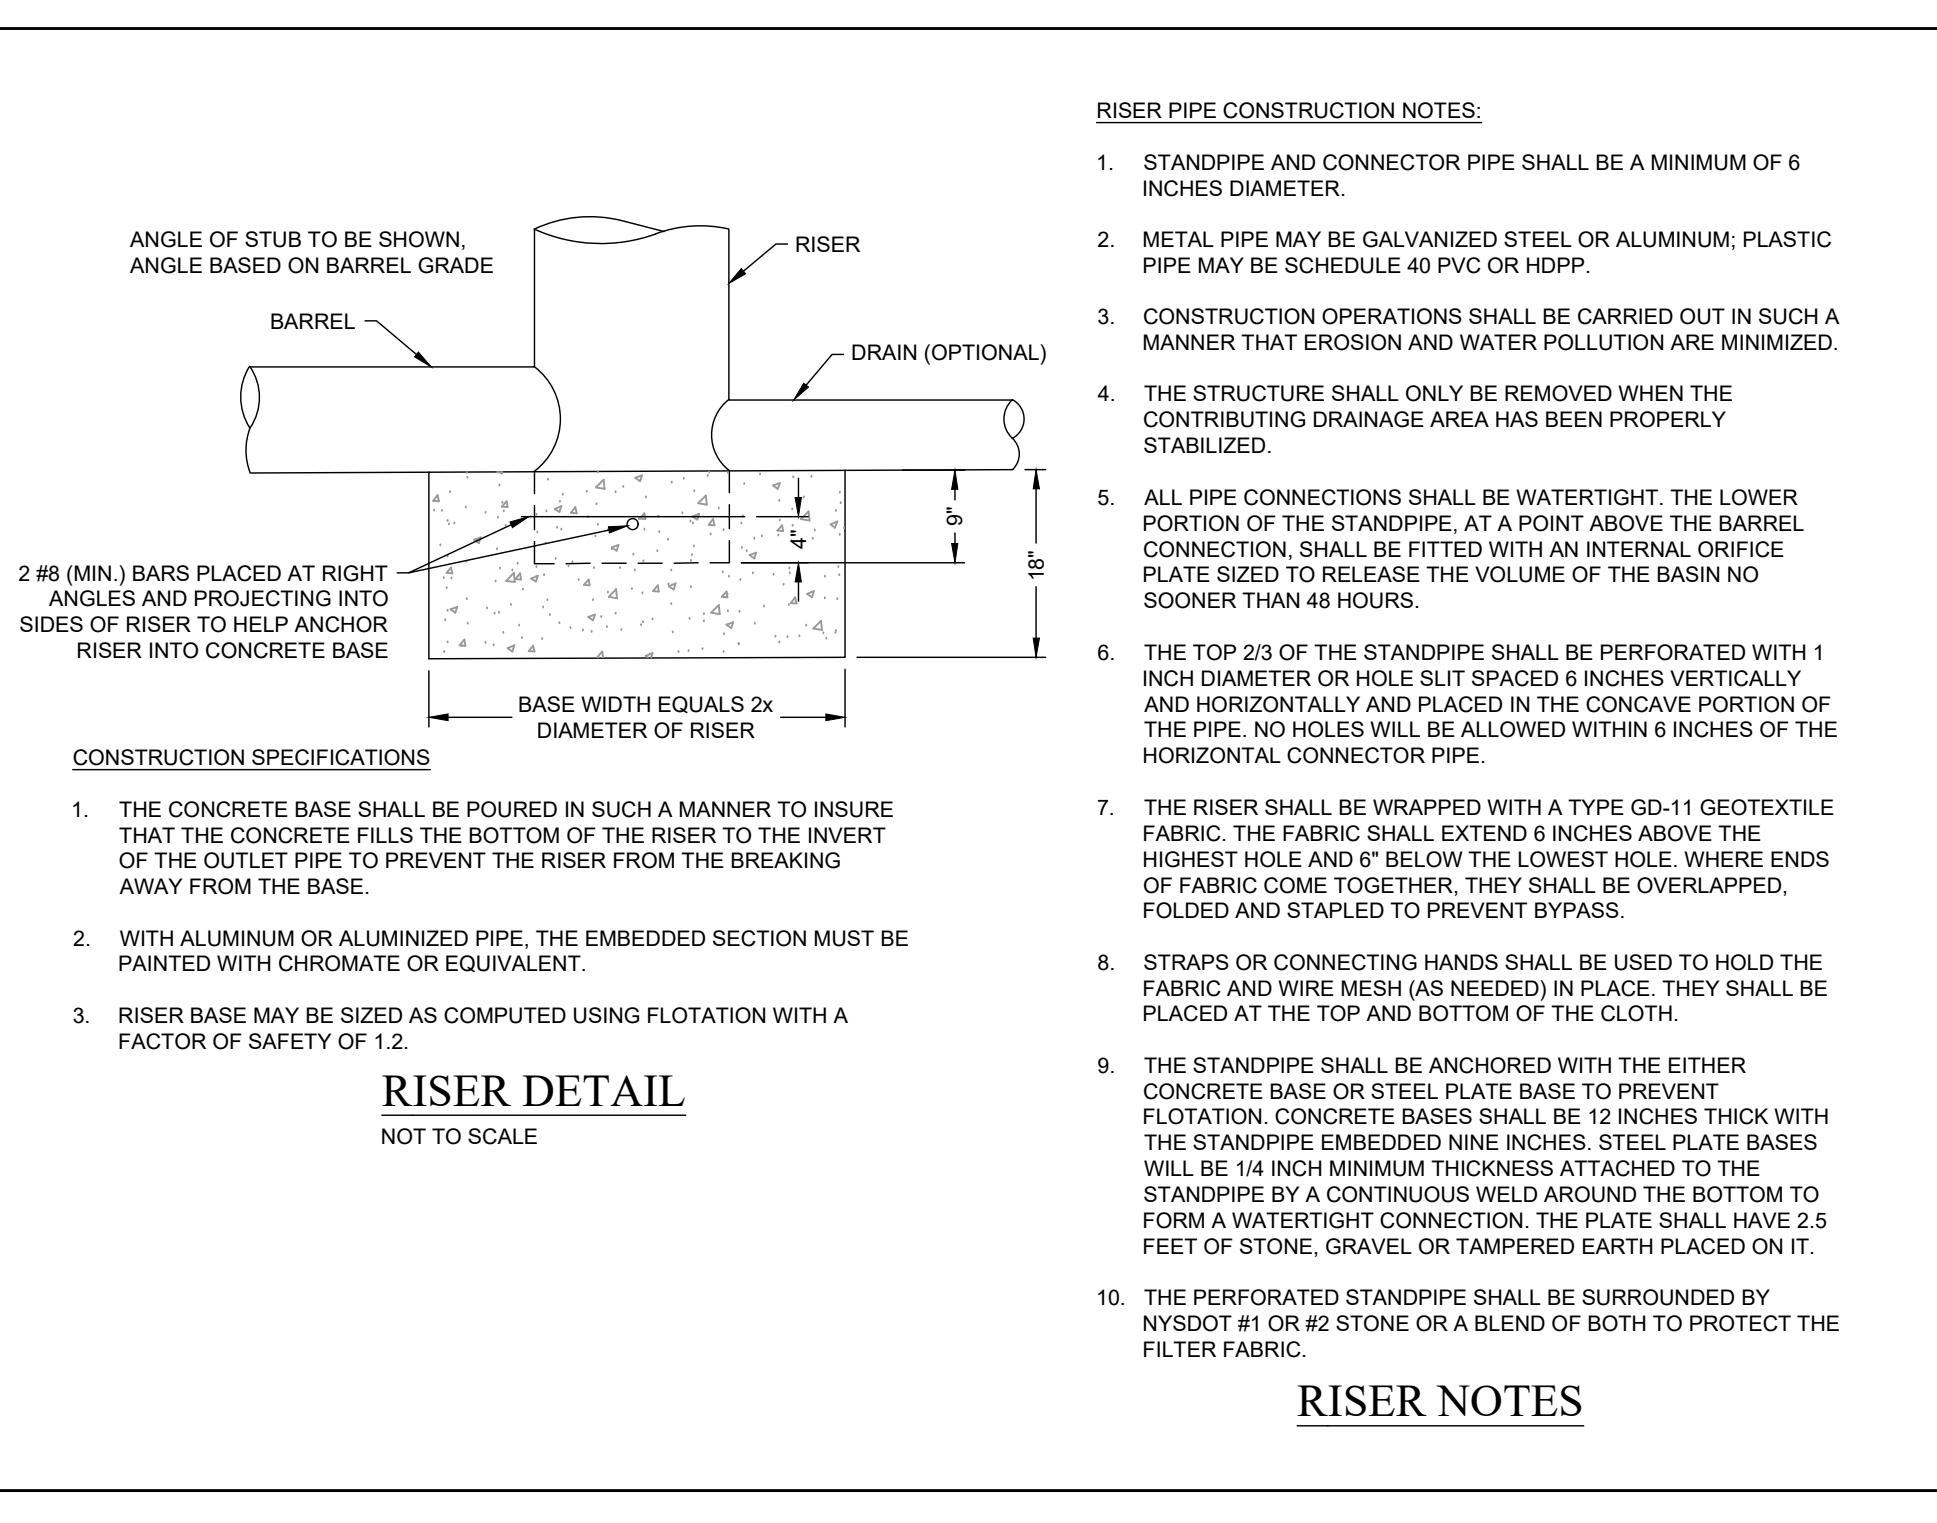 ANGLE OF STUB TO BE SHOWN,
ANGLE BASED ON BARREL GRADE
RISER
BARREL
DRAIN (OPTIONAL)
9"
4"
18"
2 #8 (MIN.) BARS PLACED AT RIGHT
ANGLES AND PROJECTING INTO
SIDES OF RISER TO HELP ANCHOR
RISER INTO CONCRETE BASE
BASE WIDTH EQUALS 2x
DIAMETER OF RISER
CONSTRUCTION SPECIFICATIONS
1. THE CONCRETE BASE SHALL BE POURED IN SUCH A MANNER TO INSURE
THAT THE CONCRETE FILLS THE BOTTOM OF THE RISER TO THE INVERT
OF THE OUTLET PIPE TO PREVENT THE RISER FROM THE BREAKING
AWAY FROM THE BASE.
2. WITH ALUMINUM OR ALUMINIZED PIPE, THE EMBEDDED SECTION MUST BE
PAINTED WITH CHROMATE OR EQUIVALENT.
3. RISER BASE MAY BE SIZED AS COMPUTED USING FLOTATION WITH A
FACTOR OF SAFETY OF 1.2.
RISER DETAIL
NOT TO SCALE
RISER PIPE CONSTRUCTION NOTES:
1. STANDPIPE AND CONNECTOR PIPE SHALL BE A MINIMUM OF 6
INCHES DIAMETER.
2. METAL PIPE MAY BE GALVANIZED STEEL OR ALUMINUM; PLASTIC
PIPE MAY BE SCHEDULE 40 PVC OR HDPP.
3. CONSTRUCTION OPERATIONS SHALL BE CARRIED OUT IN SUCH A
MANNER THAT EROSION AND WATER POLLUTION ARE MINIMIZED.
4. THE STRUCTURE SHALL ONLY BE REMOVED WHEN THE
CONTRIBUTING DRAINAGE AREA HAS BEEN PROPERLY
STABILIZED.
5. ALL PIPE CONNECTIONS SHALL BE WATERTIGHT. THE LOWER
PORTION OF THE STANDPIPE, AT A POINT ABOVE THE BARREL
CONNECTION, SHALL BE FITTED WITH AN INTERNAL ORIFICE
PLATE SIZED TO RELEASE THE VOLUME OF THE BASIN NO
SOONER THAN 48 HOURS.
6. THE TOP 2/3 OF THE STANDPIPE SHALL BE PERFORATED WITH 1
INCH DIAMETER OR HOLE SLIT SPACED 6 INCHES VERTICALLY
AND HORIZONTALLY AND PLACED IN THE CONCAVE PORTION OF
THE PIPE. NO HOLES WILL BE ALLOWED WITHIN 6 INCHES OF THE
HORIZONTAL CONNECTOR PIPE.
7. THE RISER SHALL BE WRAPPED WITH A TYPE GD-11 GEOTEXTILE
FABRIC. THE FABRIC SHALL EXTEND 6 INCHES ABOVE THE
HIGHEST HOLE AND 6" BELOW THE LOWEST HOLE. WHERE ENDS
OF FABRIC COME TOGETHER, THEY SHALL BE OVERLAPPED,
FOLDED AND STAPLED TO PREVENT BYPASS.
8. STRAPS OR CONNECTING HANDS SHALL BE USED TO HOLD THE
FABRIC AND WIRE MESH (AS NEEDED) IN PLACE. THEY SHALL BE
PLACED AT THE TOP AND BOTTOM OF THE CLOTH.
9. THE STANDPIPE SHALL BE ANCHORED WITH THE EITHER
CONCRETE BASE OR STEEL PLATE BASE TO PREVENT
FLOTATION. CONCRETE BASES SHALL BE 12 INCHES THICK WITH
THE STANDPIPE EMBEDDED NINE INCHES. STEEL PLATE BASES
WILL BE 1/4 INCH MINIMUM THICKNESS ATTACHED TO THE
STANDPIPE BY A CONTINUOUS WELD AROUND THE BOTTOM TO
FORM A WATERTIGHT CONNECTION. THE PLATE SHALL HAVE 2.5
FEET OF STONE, GRAVEL OR TAMPERED EARTH PLACED ON IT.
10. THE PERFORATED STANDPIPE SHALL BE SURROUNDED BY
NYSDOT #1 OR #2 STONE OR A BLEND OF BOTH TO PROTECT THE
FILTER FABRIC.
RISER NOTES